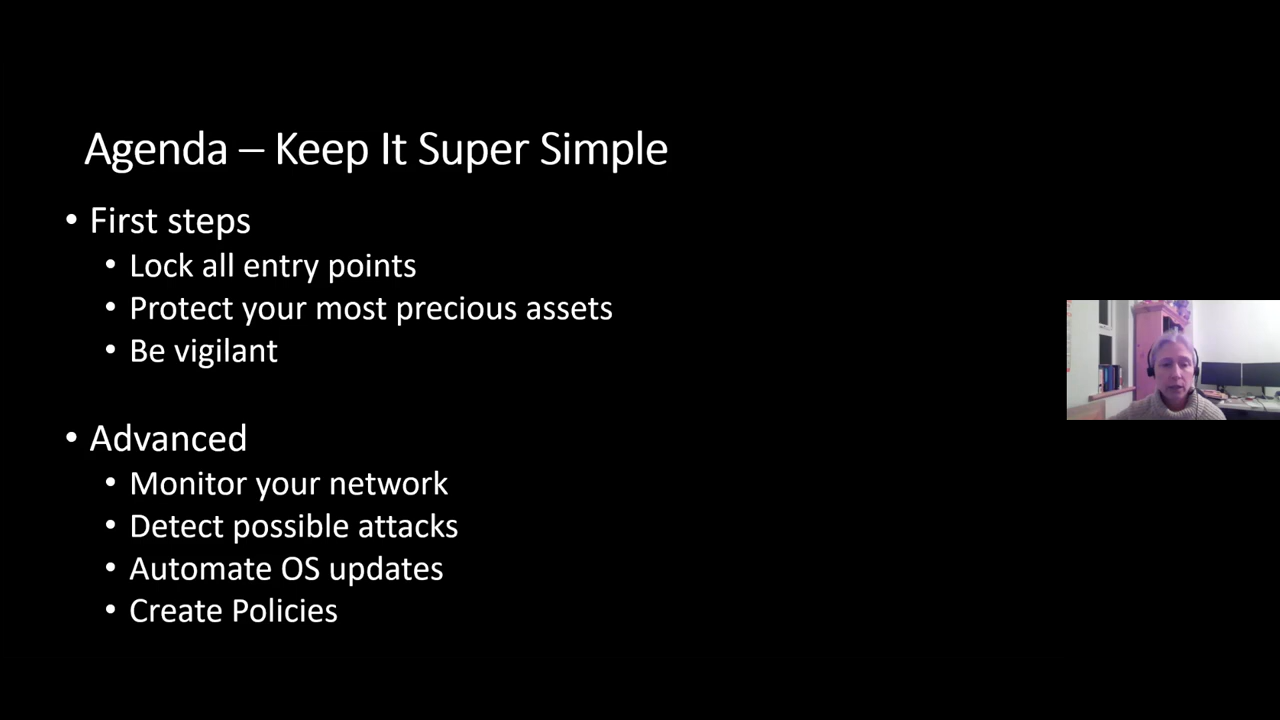 Agenda – Keep It Super Simple
• First steps
• Lock all entry points
• Protect your most precious assets
• Be vigilant
• Advanced
• Monitor your network
• Detect possible attacks
• Automate OS updates
• Create Policies